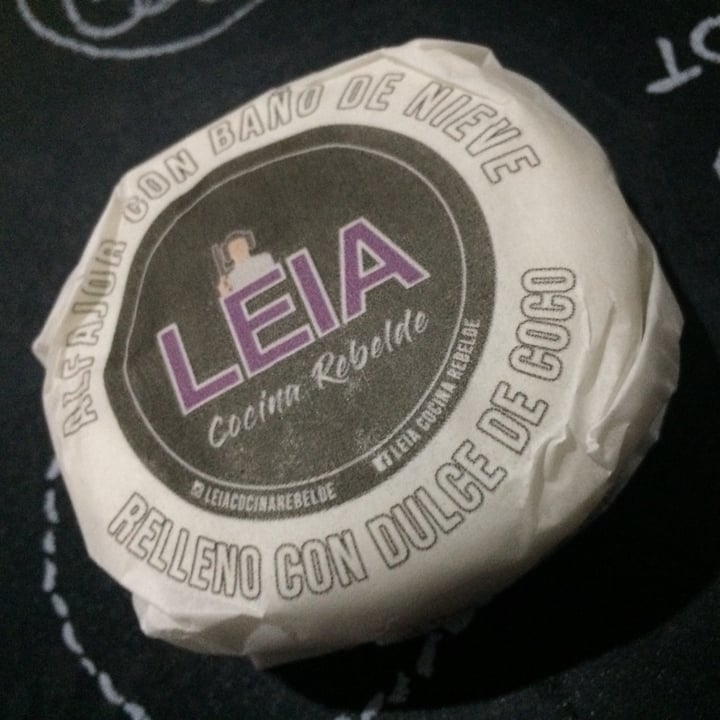 ALFAJOR CON BAÑO DE NIEVE
LEIA
Cocina Rebelde
LEIACOCINAREBELDE
LEIA COCINA REBELDE
RELLENO CON DULCE DE COCO